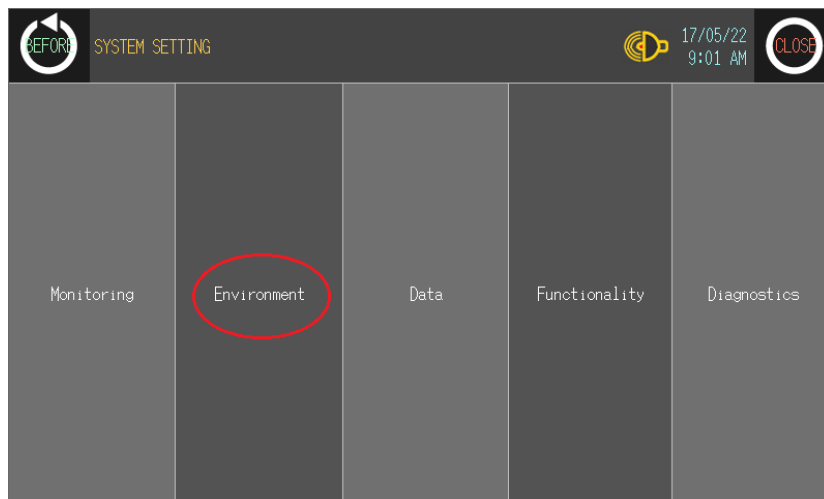 BEFORE
SYSTEM SETTING
17/05/22
9:01 AM
CLOSE
Monitoring
Environment
Data
Functionality
Diagnostics